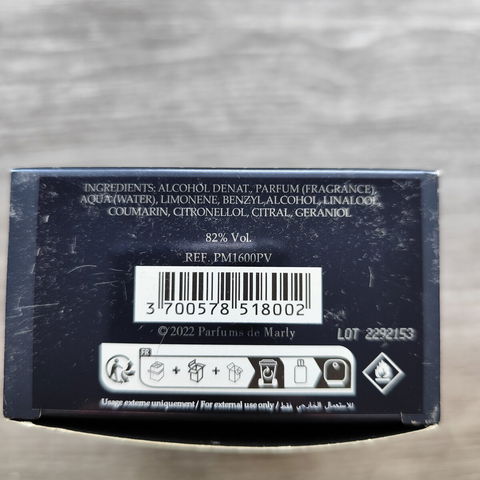 INGREDIENTS: ALCOHOL DENAT., PARFUM (FRAGRANCE),
AQUA (WATER), LIMONENE, BENZYL ALCOHOL, LINALOOL,
COUMARIN, CITRONELLOL, CITRAL, GERANIOL
82% Vol.
REF. PM1600PV
3 700578 518002
© 2022 Parfums de Marly
LOT 2292153
FR
+ +
Usage externe uniquement / For external use only / للاستعمال الخارجي فقط